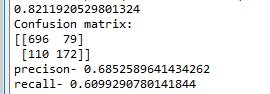 0.8211920529801324
Confusion matrix:
[[696  79]
 [110 172]]
precison- 0.6852589641434262
recall- 0.6099290780141844